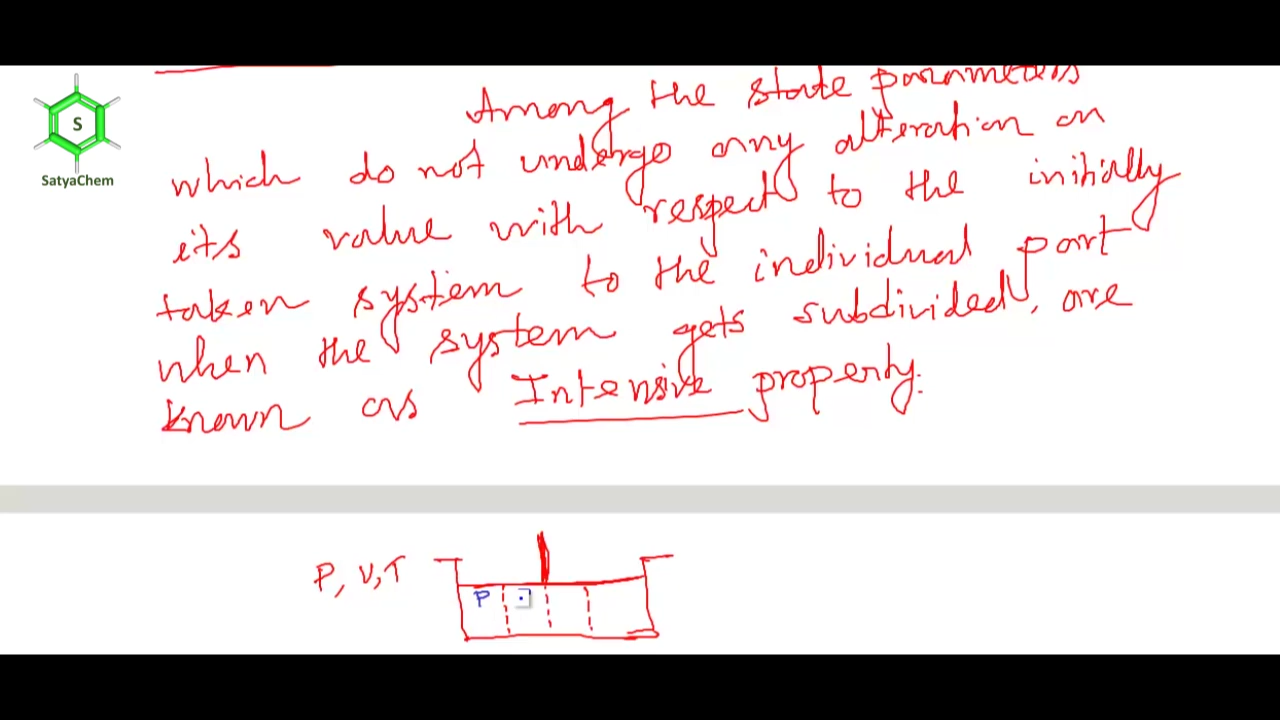 Among the state parameters
which do not undergo any alteration on
its value with respect to the initially
taken system to the individual part
when the system gets subdivided, are
known as Intensive property.
S
SatyaChem
P, V, T
P